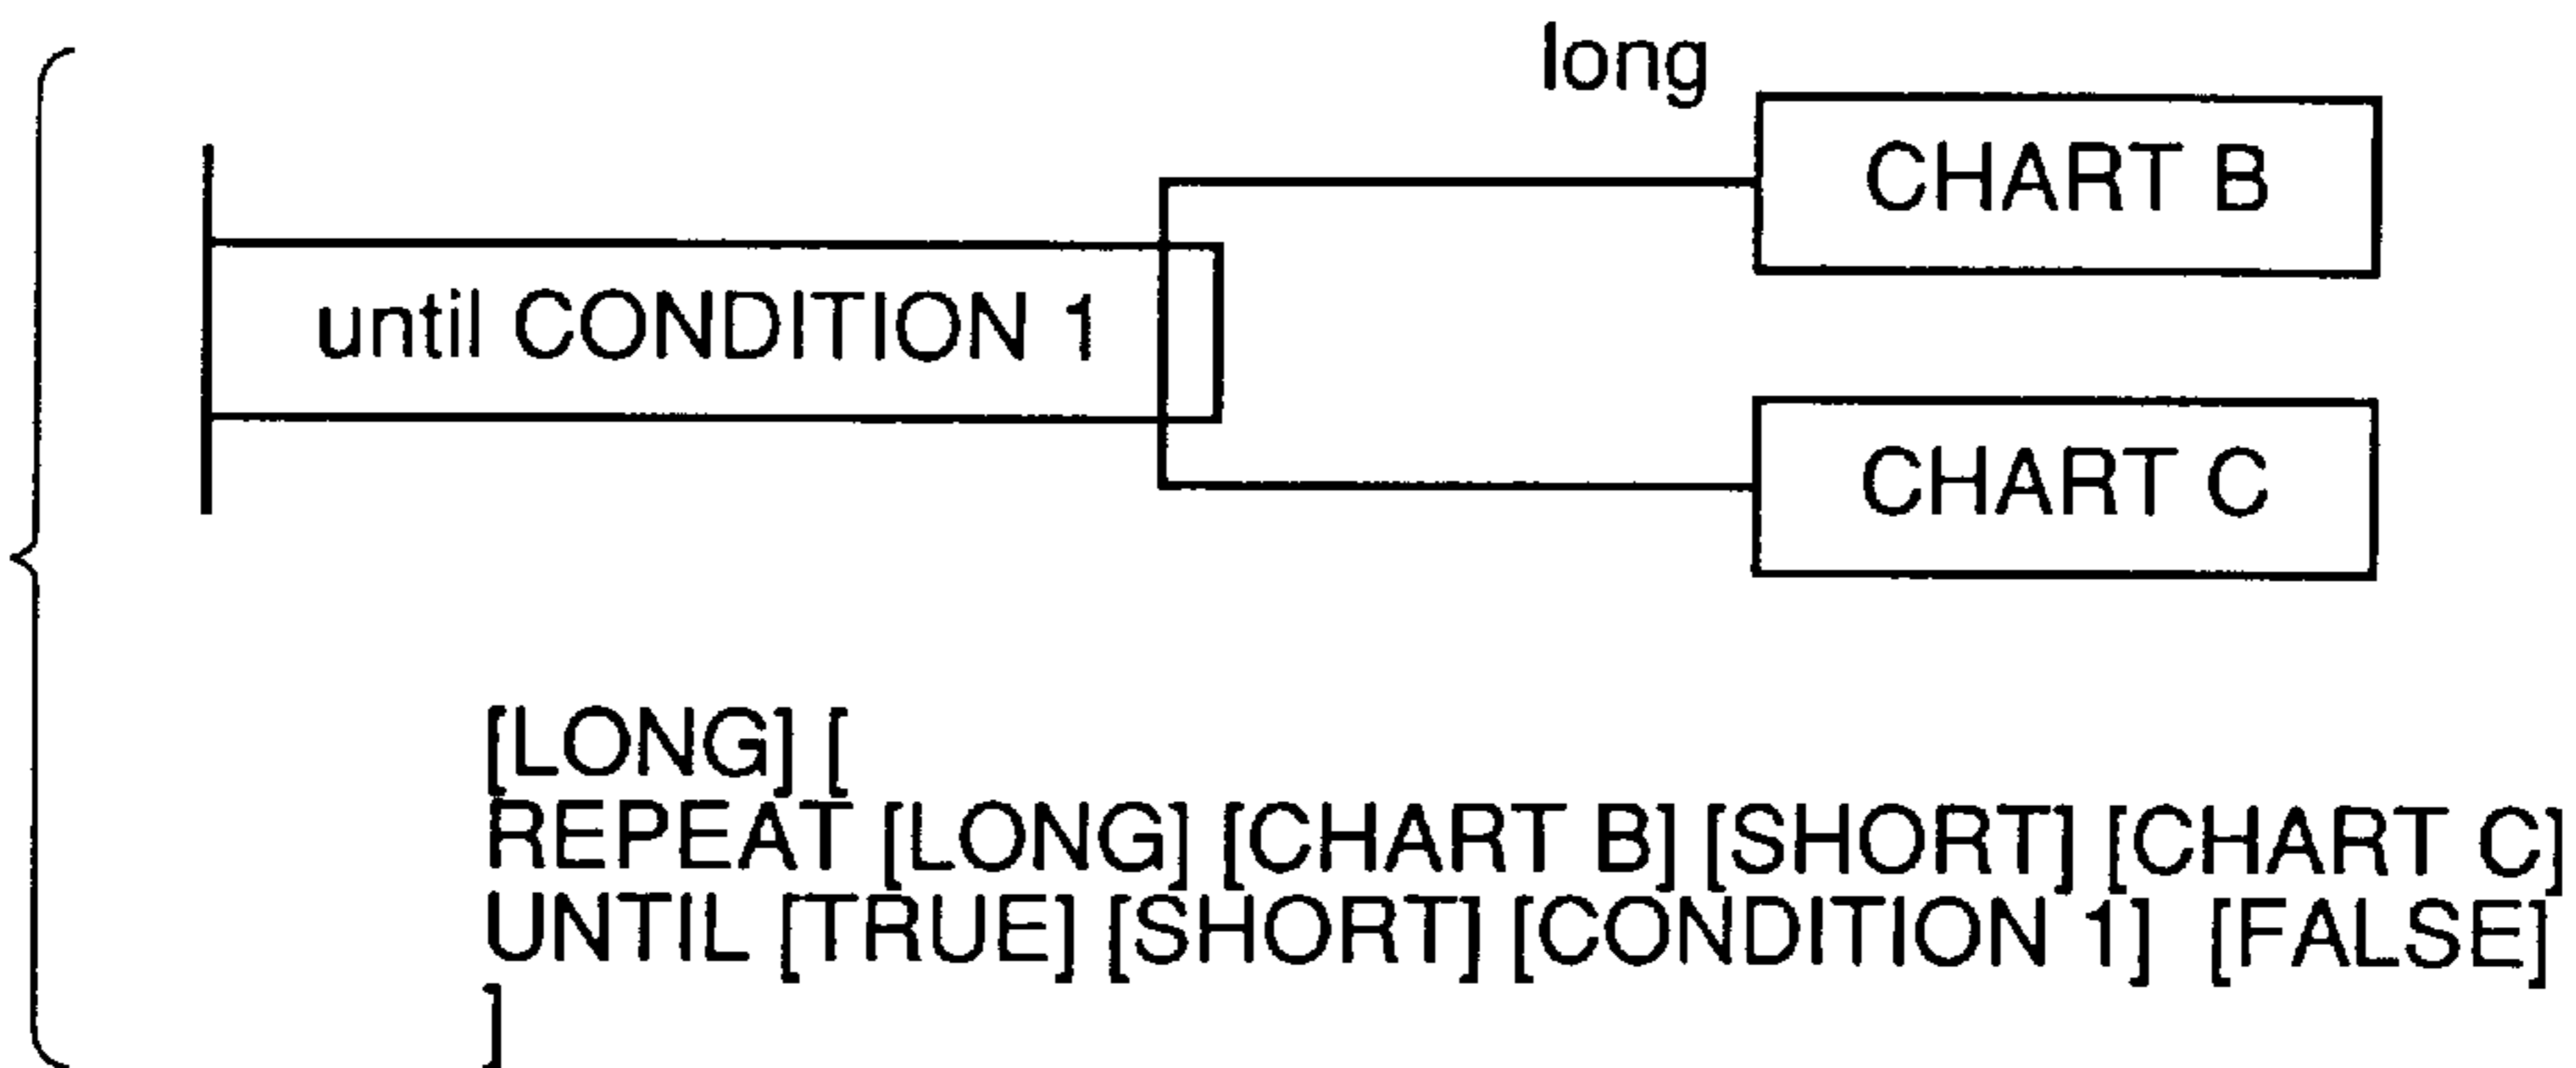 long
CHART B
until CONDITION 1
CHART C
[LONG] [
REPEAT [LONG] [CHART B] [SHORT] [CHART C]
UNTIL [TRUE] [SHORT] [CONDITION 1] [FALSE]
]